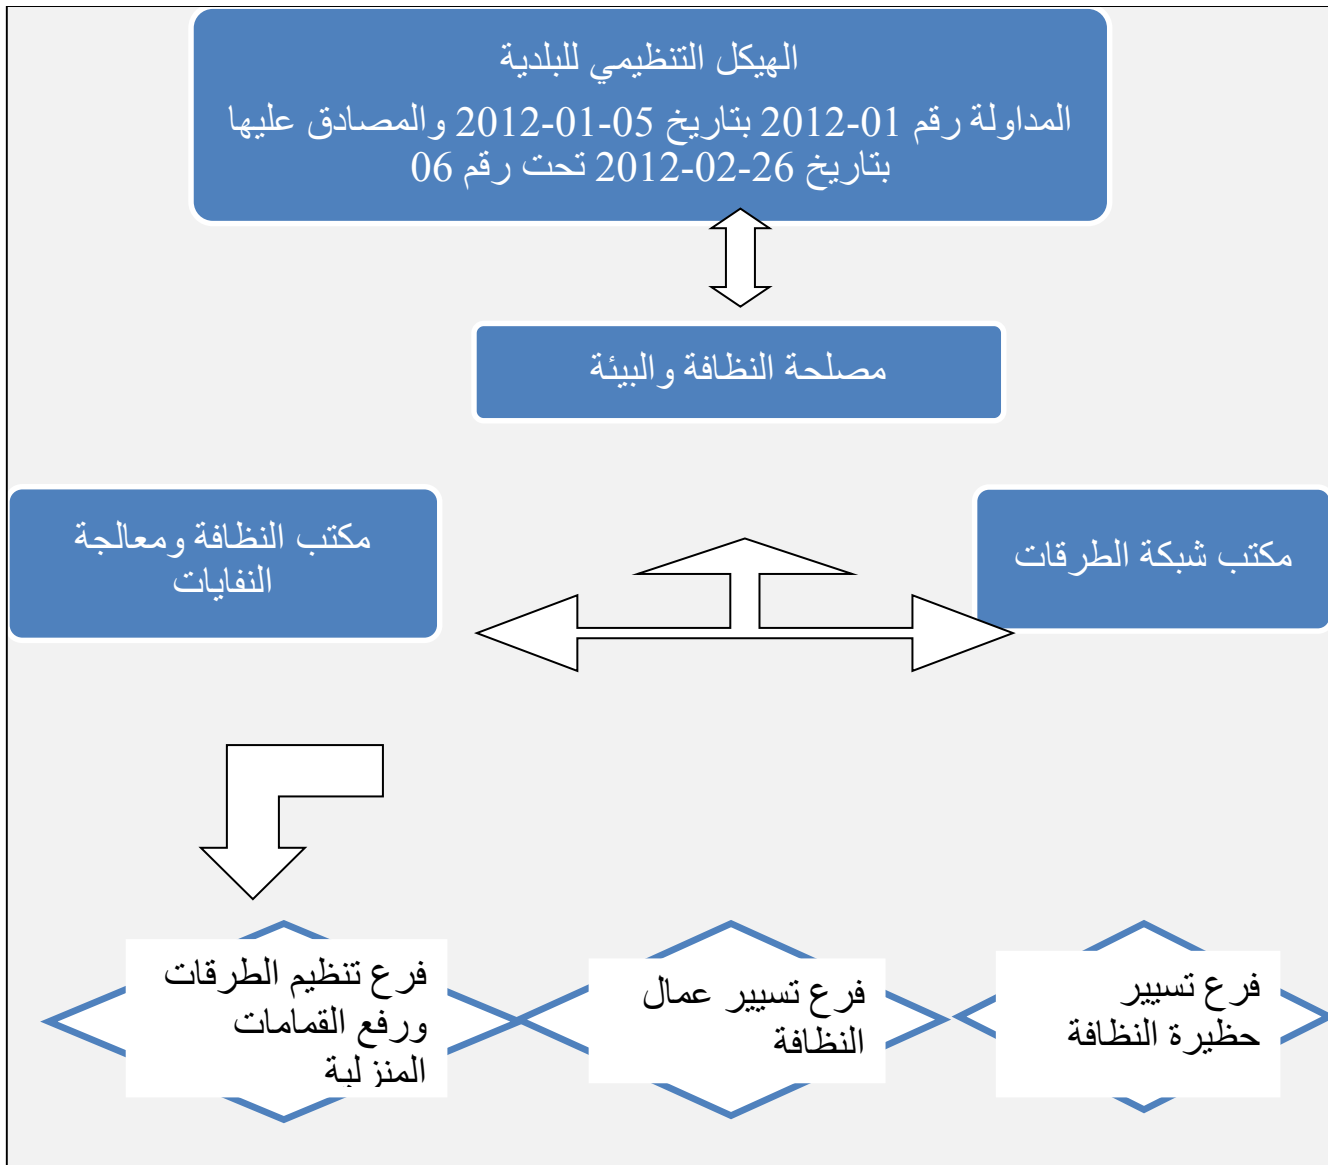 الهيكل التنظيمي للبلدية
المداولة رقم 01-2012 بتاريخ 05-01-2012 والمصادق عليها
بتاريخ 26-02-2012 تحت رقم 06
مصلحة النظافة والبيئة
مكتب شبكة الطرقات
مكتب النظافة ومعالجة
النفايات
فرع تسيير
حظيرة النظافة
فرع تسيير عمال
النظافة
فرع تنظيم الطرقات
ورفع القمامات
المنزلية